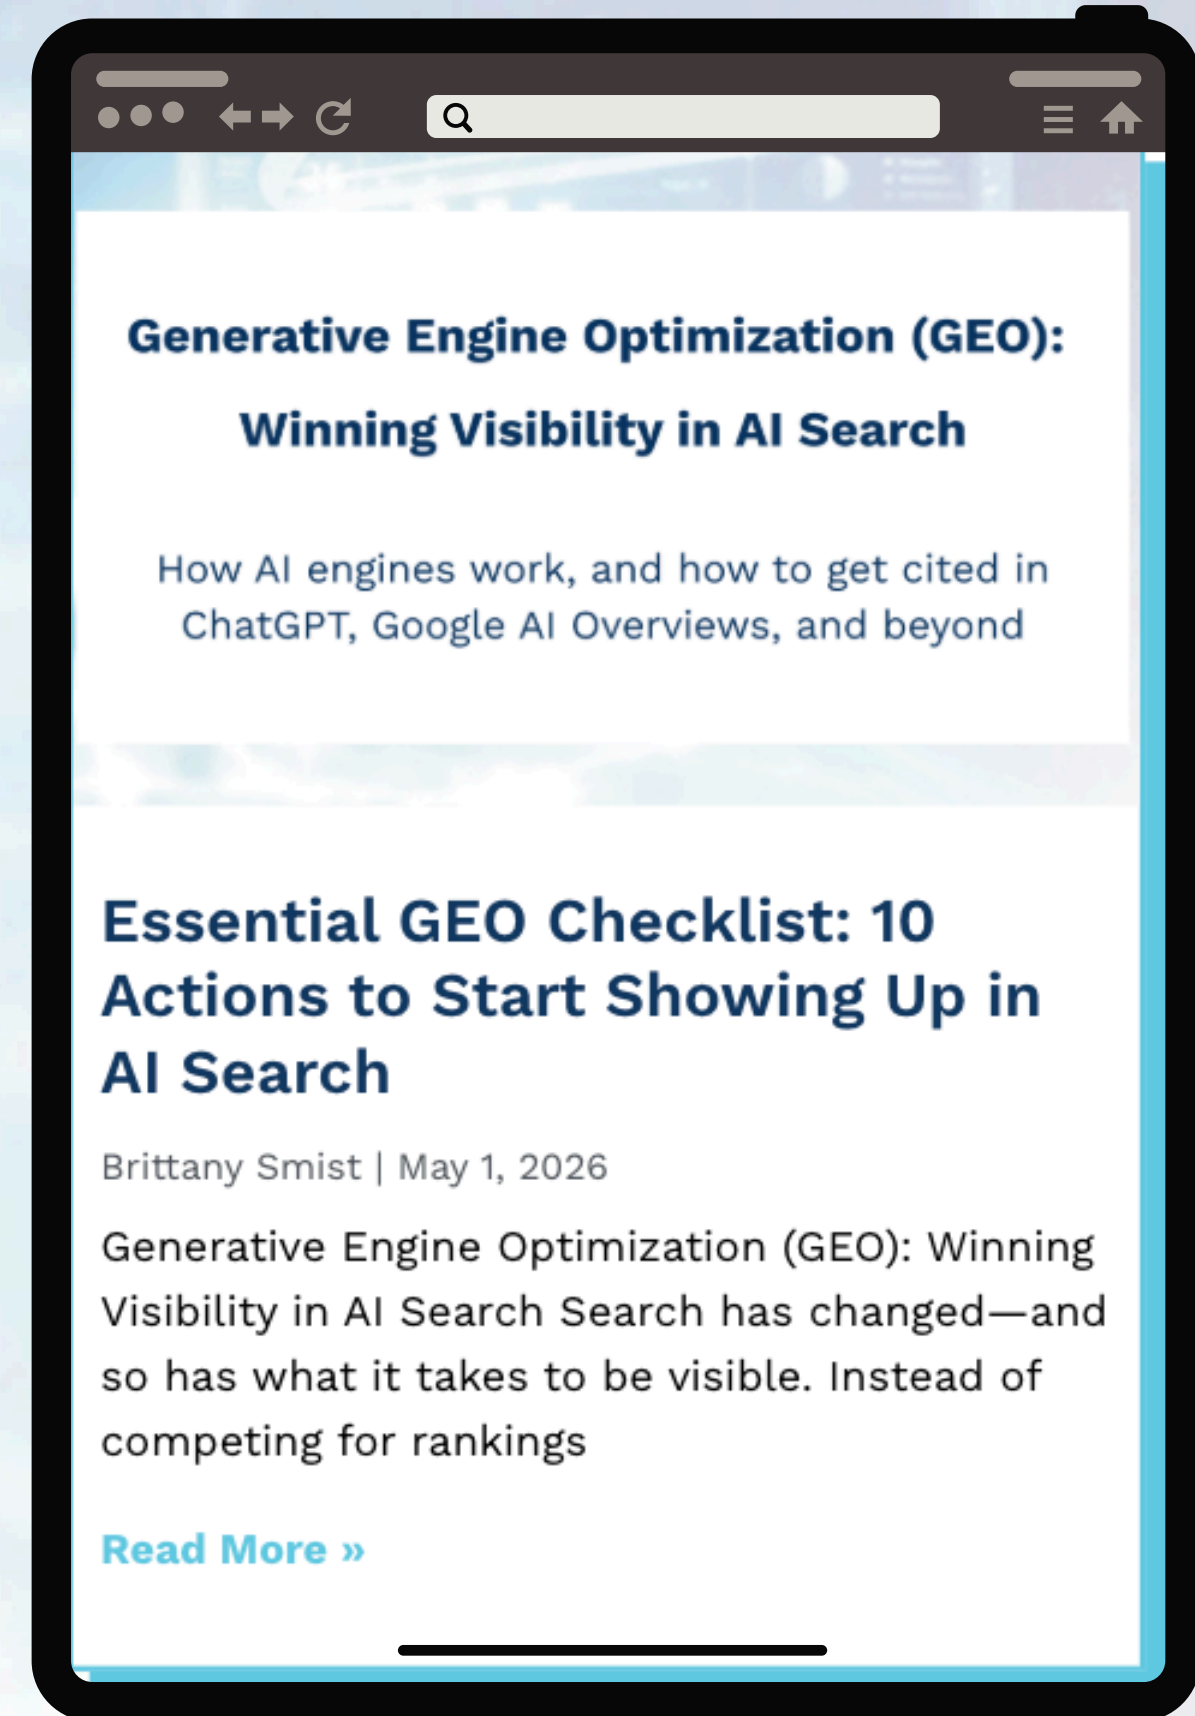 Generative Engine Optimization (GEO):
Winning Visibility in AI Search
How AI engines work, and how to get cited in
ChatGPT, Google AI Overviews, and beyond
Essential GEO Checklist: 10
Actions to Start Showing Up in
AI Search
Brittany Smist | May 1, 2026
Generative Engine Optimization (GEO): Winning
Visibility in AI Search Search has changed—and
so has what it takes to be visible. Instead of
competing for rankings
Read More »